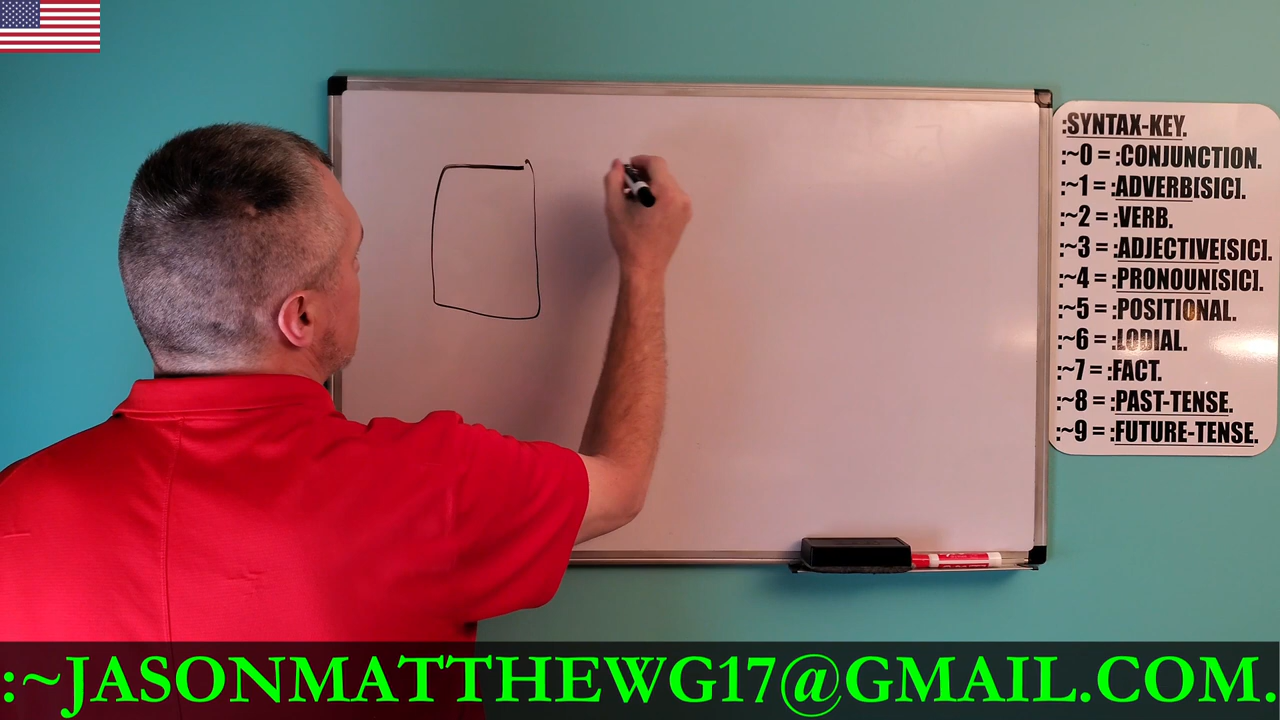 :SYNTAX-KEY.
:~0 = :CONJUNCTION.
:~1 = :ADVERB[SIC].
:~2 = :VERB.
:~3 = :ADJECTIVE[SIC].
:~4 = :PRONOUN[SIC].
:~5 = :POSITIONAL.
:~6 = :LODIAL.
:~7 = :FACT.
:~8 = :PAST-TENSE.
:~9 = :FUTURE-TENSE.
:~JASONMATTHEWG17@GMAIL.COM.